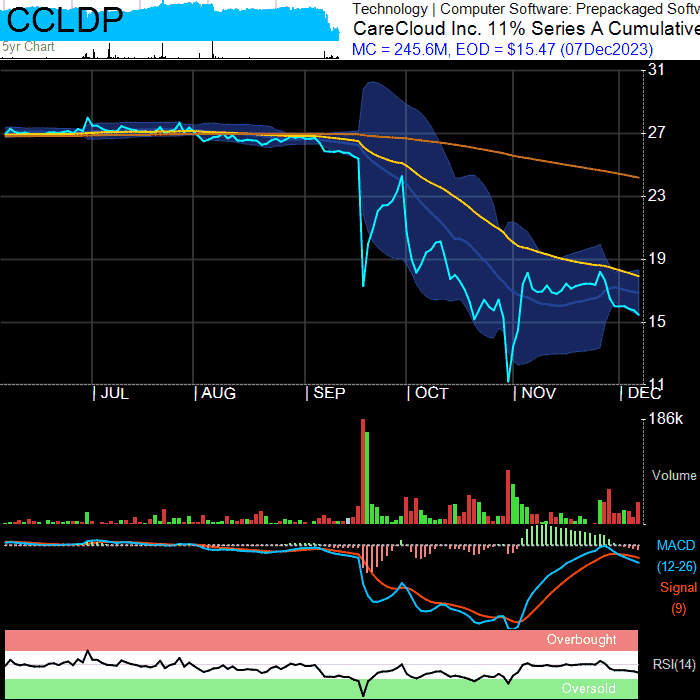 CCLDP
5yr Chart
Technology | Computer Software: Prepackaged Softw
CareCloud Inc. 11% Series A Cumulative
MC = 245.6M, EOD = $15.47 (07Dec2023)
31
27
23
19
15
11
JUL
AUG
SEP
OCT
NOV
DEC
186k
Volume
MACD
(12-26)
Signal
(9)
Overbought
RSI(14)
Oversold